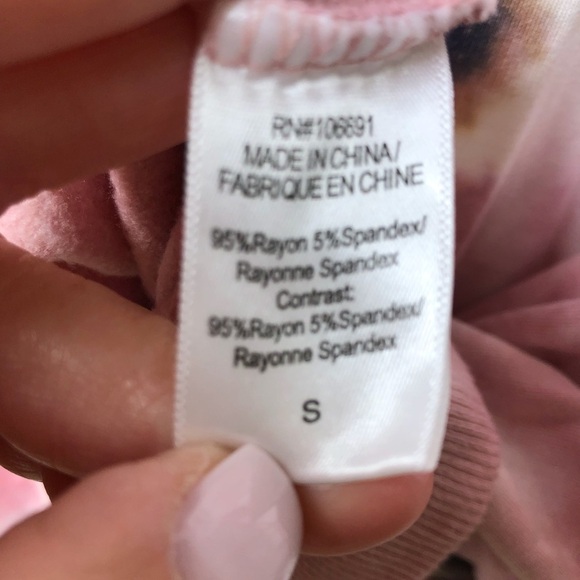 RN#106691
MADE IN CHINA/
FABRIQUE EN CHINE
95%Rayon 5%Spandex/
Rayonne Spandex
Contrast:
95%Rayon 5%Spandex/
Rayonne Spandex
S